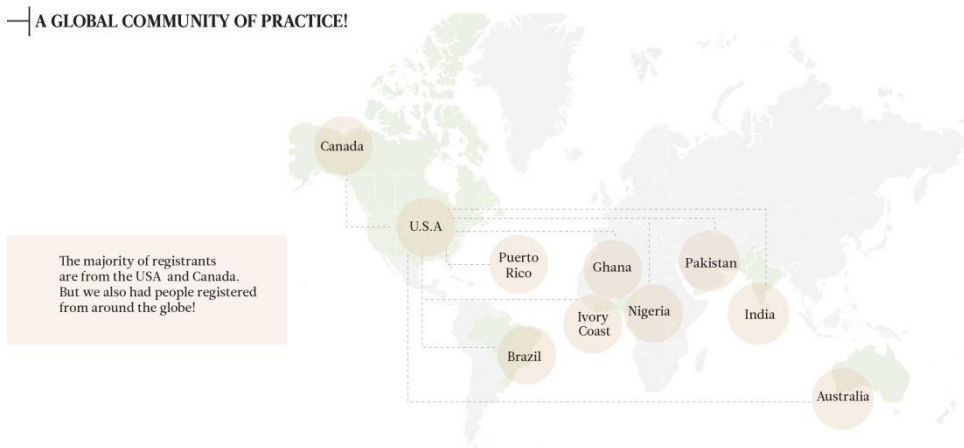 A GLOBAL COMMUNITY OF PRACTICE!
Canada
U.S.A
Puerto
Rico
Ghana
Pakistan
Ivory
Coast
Nigeria
India
Brazil
Australia
The majority of registrants
are from the USA and Canada.
But we also had people registered
from around the globe!